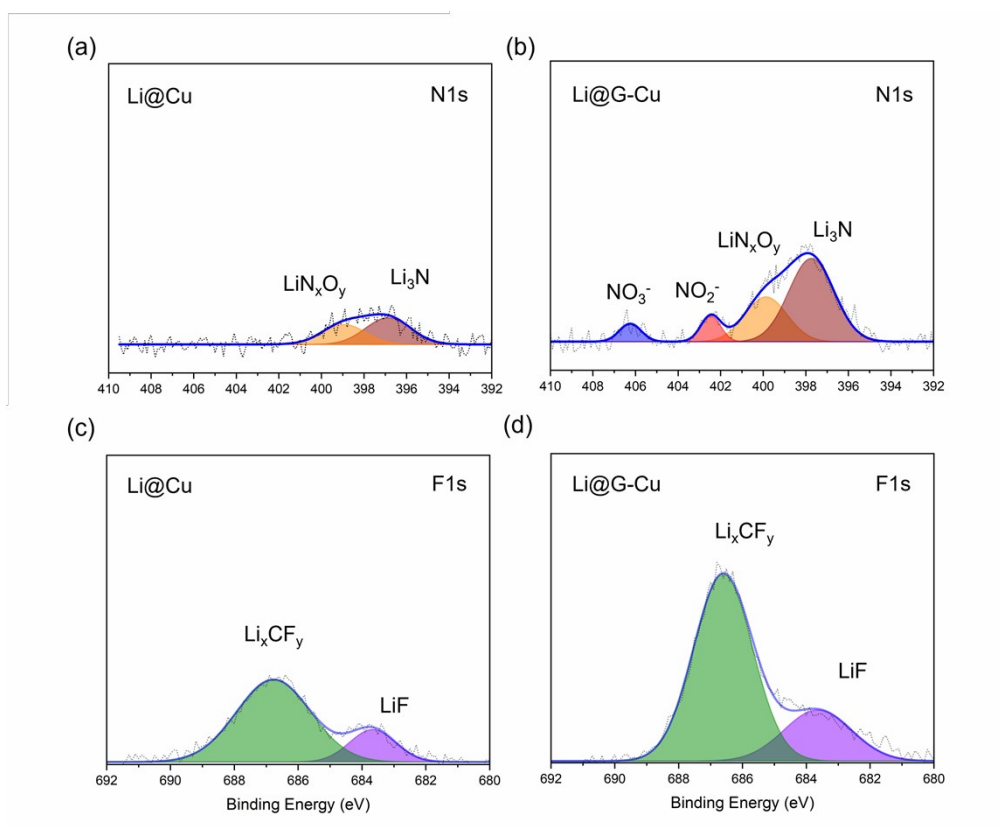 (a)
Li@Cu N1s
LiNxOy
Li3N
410 408 406 404 402 400 398 396 394 392
(b)
Li@G-Cu N1s
NO3-
NO2-
LiNxOy
Li3N
410 408 406 404 402 400 398 396 394 392
(c)
Li@Cu F1s
LixCFy
LiF
692 690 688 686 684 682 680
Binding Energy (eV)
(d)
Li@G-Cu F1s
LixCFy
LiF
692 690 688 686 684 682 680
Binding Energy (eV)